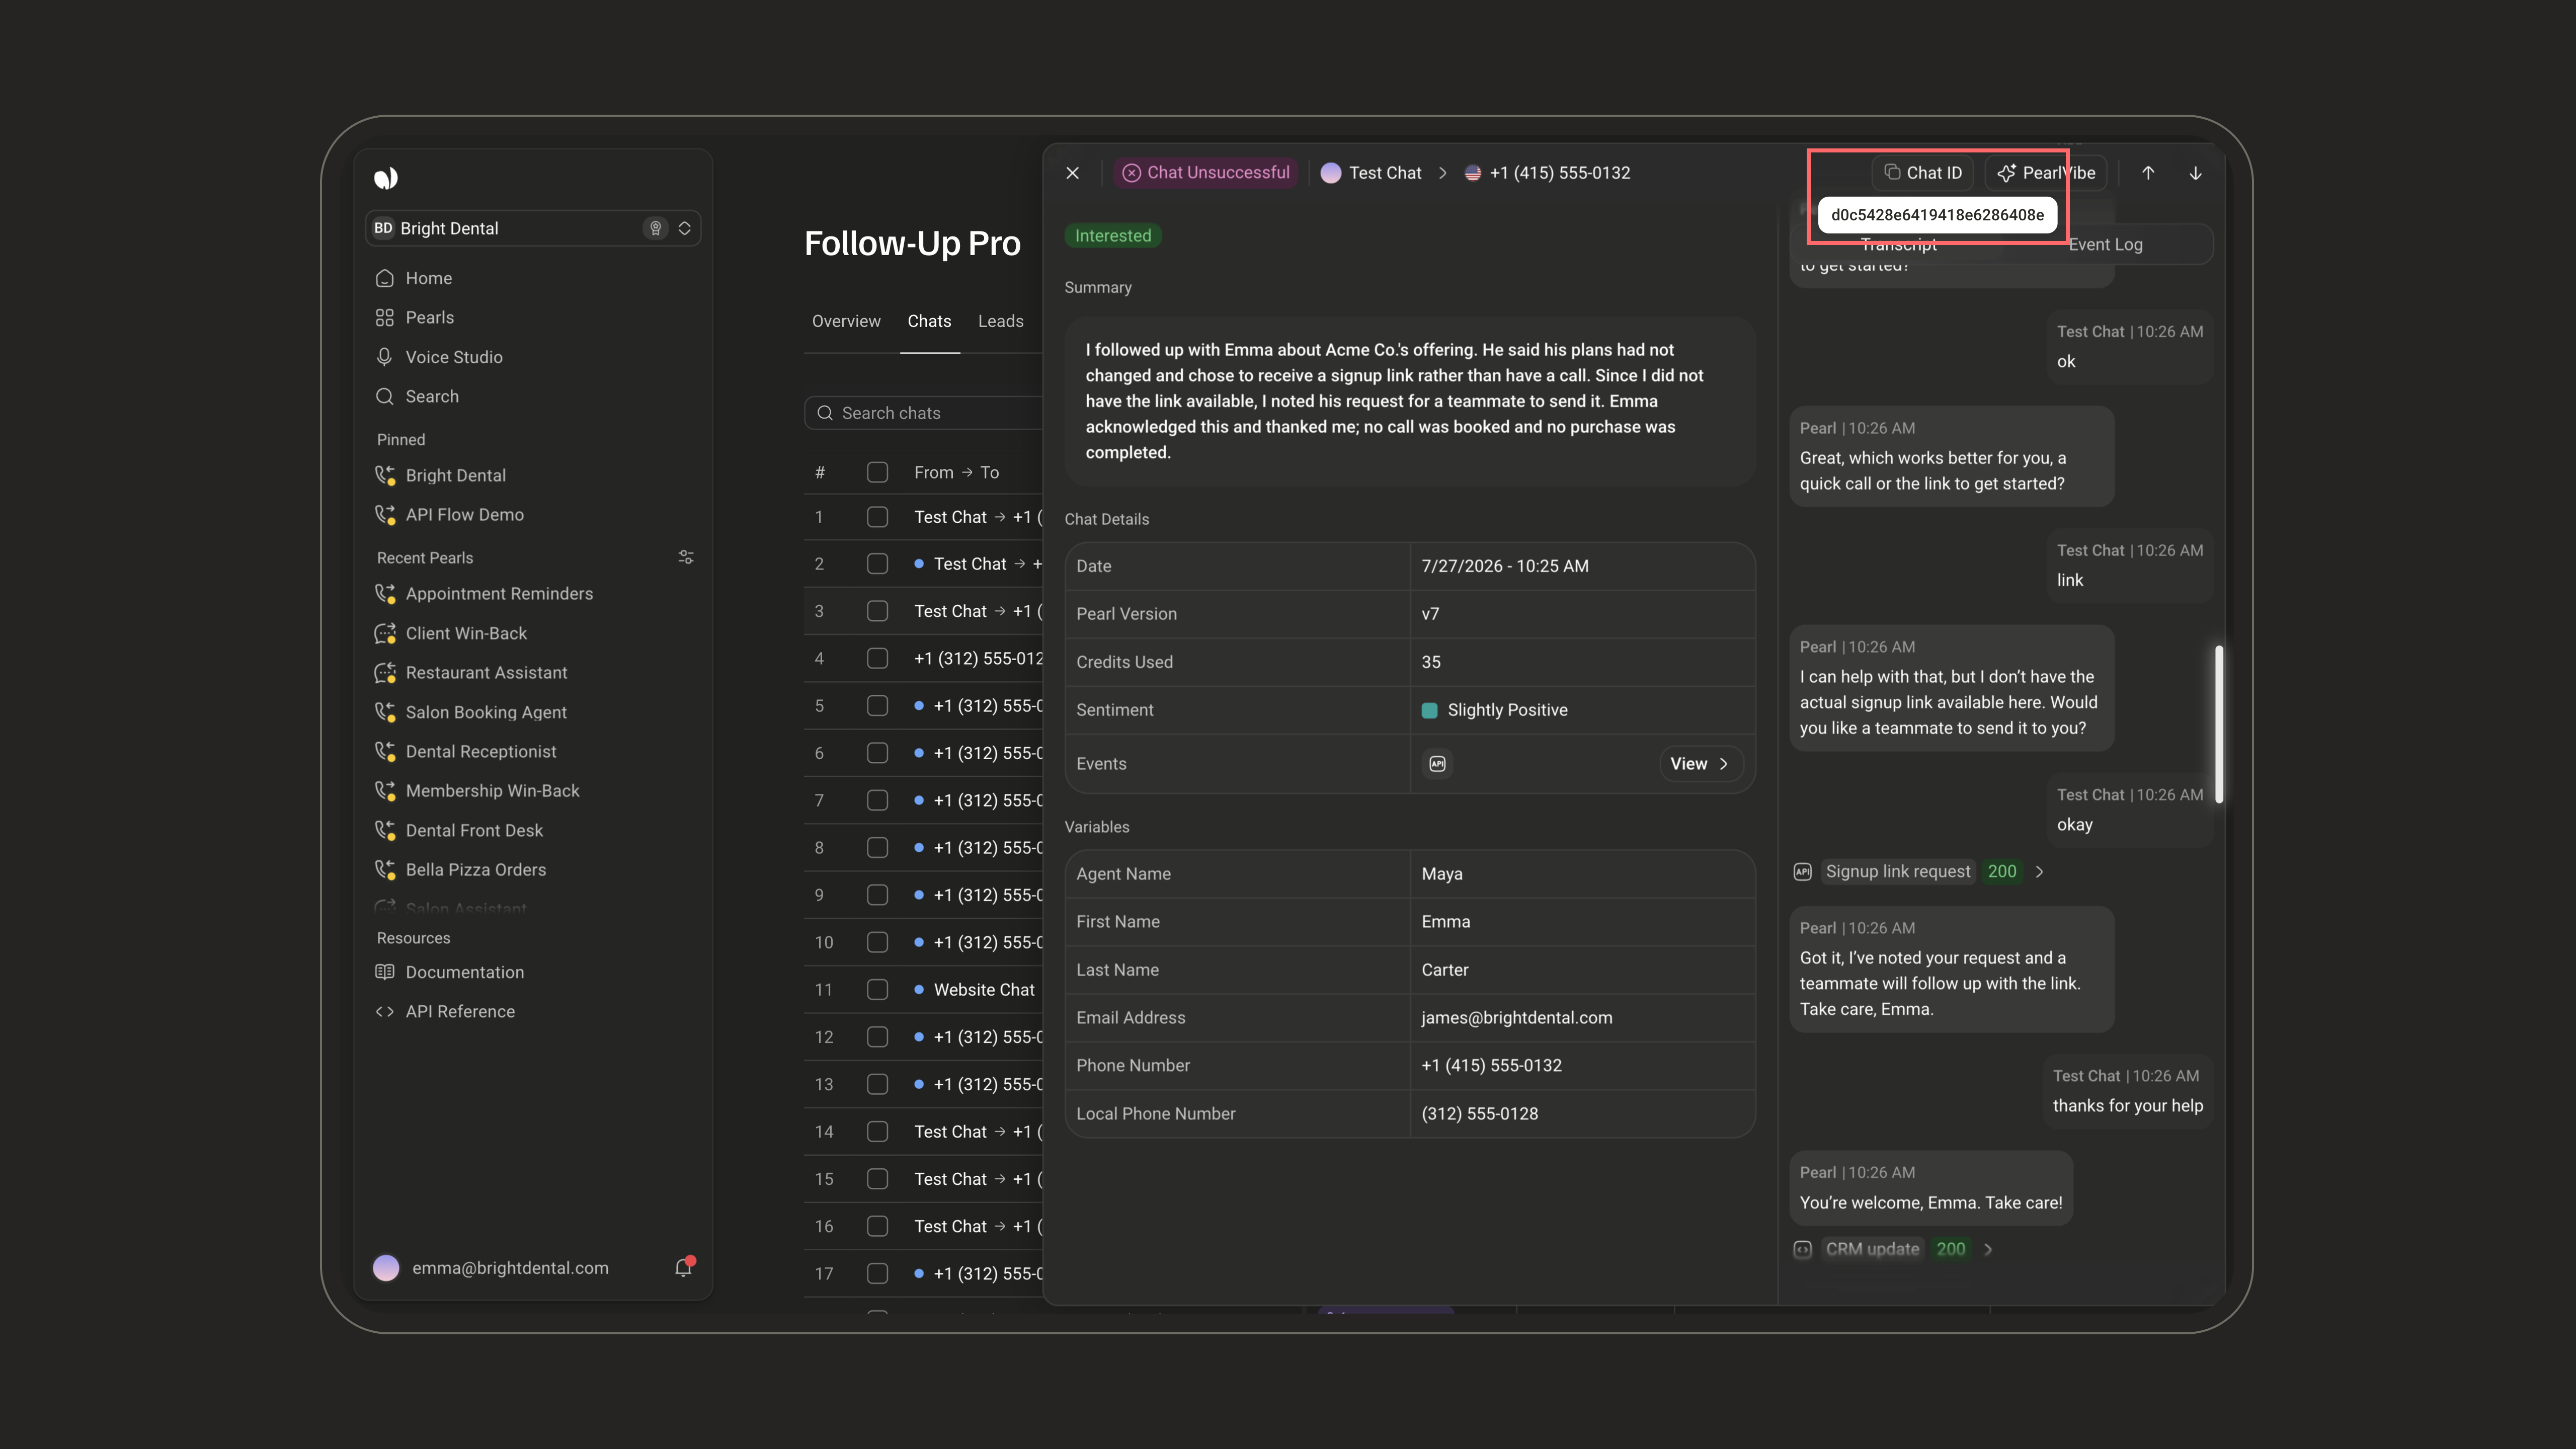 BD Bright Dental
Home
Pearls
Voice Studio
Search
Pinned
Bright Dental
API Flow Demo
Recent Pearls
Appointment Reminders
Client Win-Back
Restaurant Assistant
Salon Booking Agent
Dental Receptionist
Membership Win-Back
Dental Front Desk
Bella Pizza Orders
Salon Assistant
Resources
Documentation
API Reference
emma@brightdental.com
Follow-Up Pro
Overview Chats Leads
Search chats
# From → To
1 Test Chat → +1 (
2 Test Chat → +
3 Test Chat → +1 (
4 +1 (312) 555-012
5 +1 (312) 555-0
6 +1 (312) 555-0
7 +1 (312) 555-0
8 +1 (312) 555-0
9 +1 (312) 555-0
10 +1 (312) 555-0
11 Website Chat
12 +1 (312) 555-0
13 +1 (312) 555-0
14 Test Chat → +1 (
15 Test Chat → +1 (
16 Test Chat → +1 (
17 +1 (312) 555-0
Chat Unsuccessful Test Chat > +1 (415) 555-0132
Chat ID PearlVibe
d0c5428e6419418e6286408e
Interested
Summary
I followed up with Emma about Acme Co.'s offering. He said his plans had not
changed and chose to receive a signup link rather than have a call. Since I did not
have the link available, I noted his request for a teammate to send it. Emma
acknowledged this and thanked me; no call was booked and no purchase was
completed.
Chat Details
Date 7/27/2026 - 10:25 AM
Pearl Version v7
Credits Used 35
Sentiment Slightly Positive
Events API View
Variables
Agent Name Maya
First Name Emma
Last Name Carter
Email Address james@brightdental.com
Phone Number +1 (415) 555-0132
Local Phone Number (312) 555-0128
Transcript Event Log
to get started?
Test Chat | 10:26 AM
ok
Pearl | 10:26 AM
Great, which works better for you, a
quick call or the link to get started?
Test Chat | 10:26 AM
link
Pearl | 10:26 AM
I can help with that, but I don’t have the
actual signup link available here. Would
you like a teammate to send it to you?
Test Chat | 10:26 AM
okay
API Signup link request 200
Pearl | 10:26 AM
Got it, I’ve noted your request and a
teammate will follow up with the link.
Take care, Emma.
Test Chat | 10:26 AM
thanks for your help
Pearl | 10:26 AM
You’re welcome, Emma. Take care!
CRM update 200